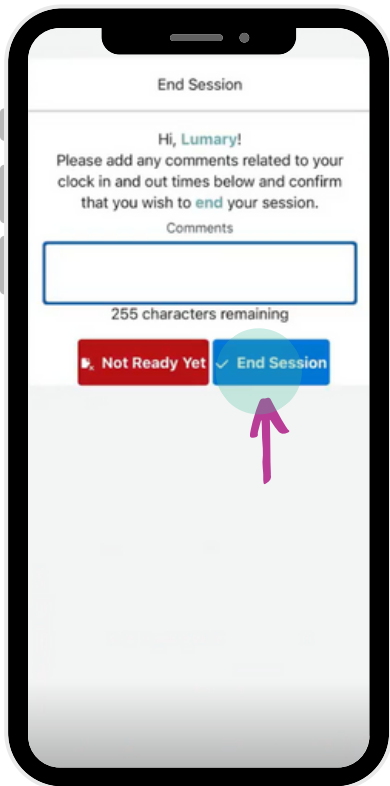 End Session
Hi, Lumary!
Please add any comments related to your
clock in and out times below and confirm
that you wish to end your session.
Comments
255 characters remaining
Not Ready Yet
End Session